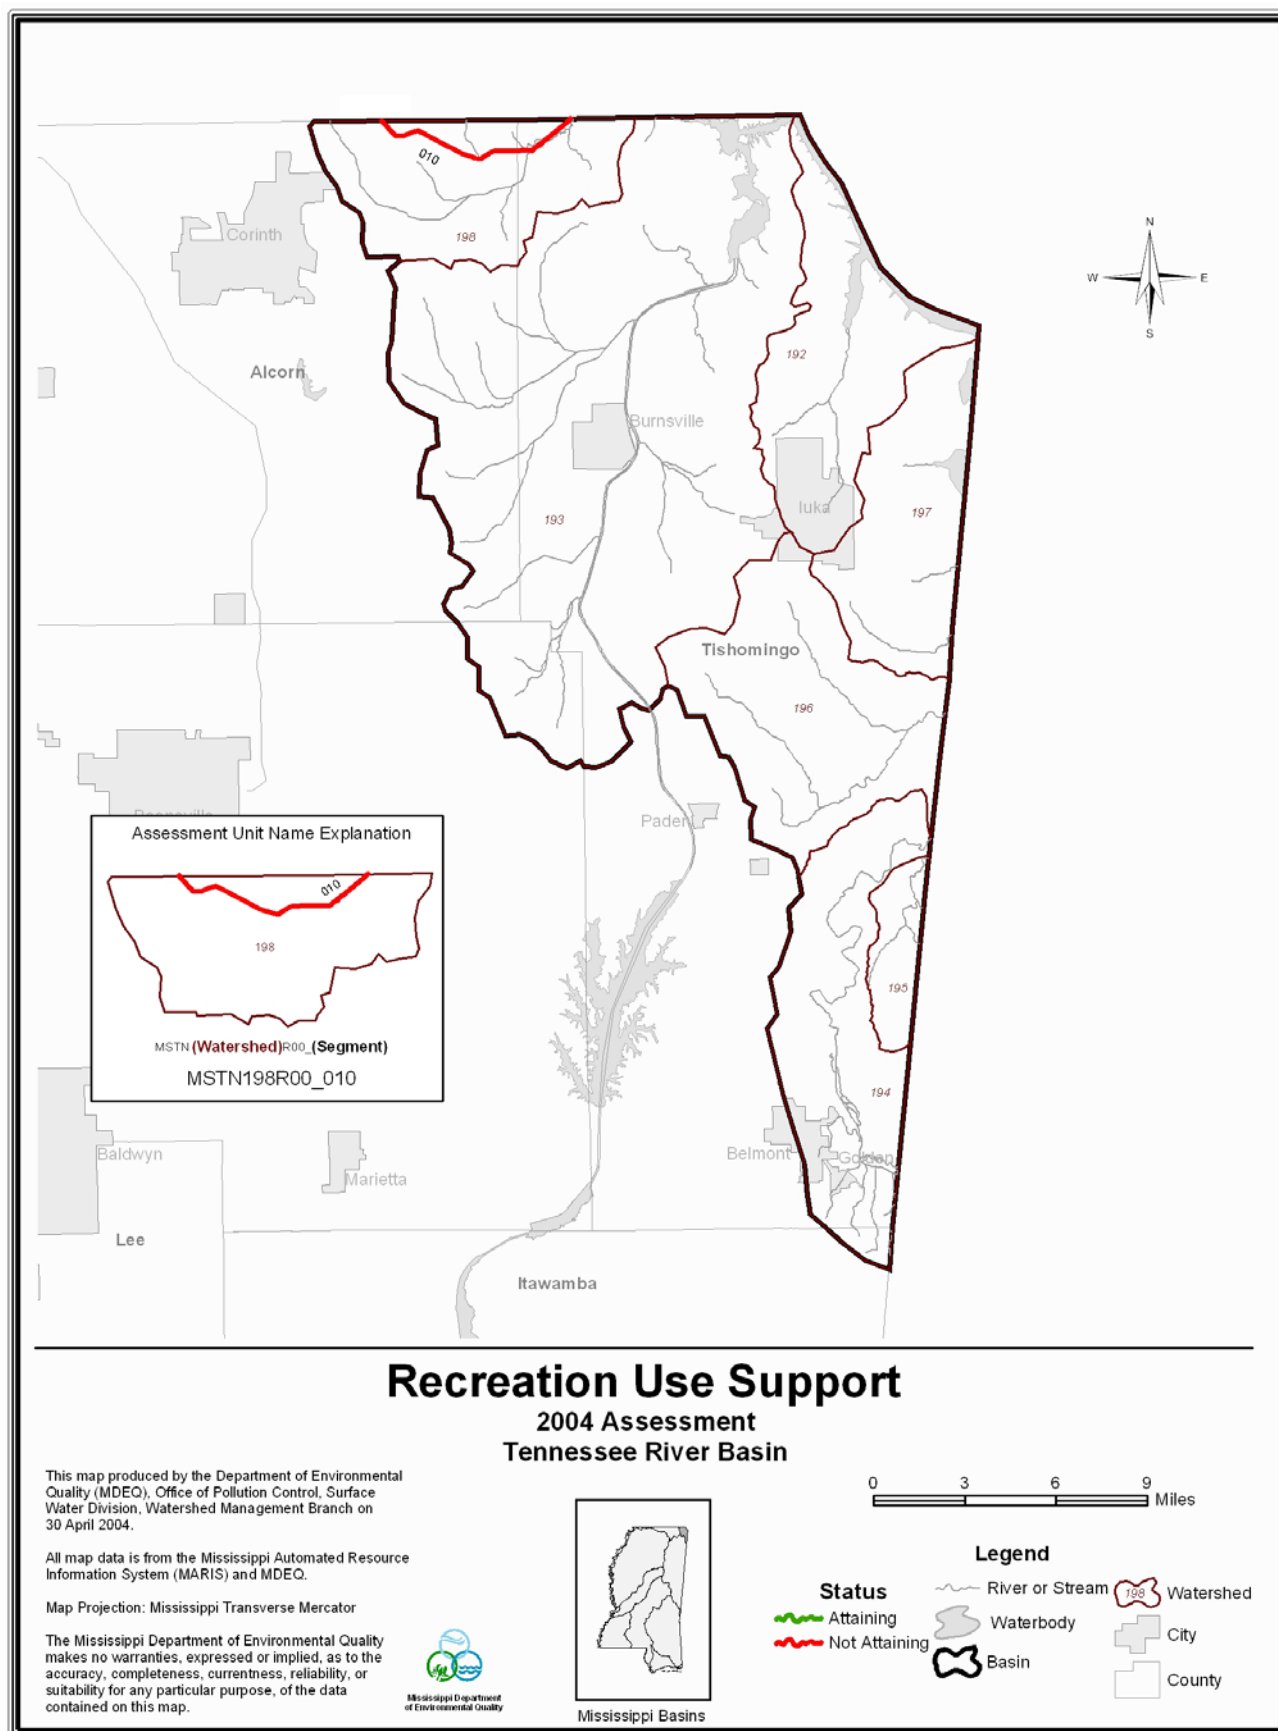 010
Corinth
198
N
W
E
S
Alcorn
192
Burnsville
193
Iuka
197
Tishomingo
196
Paden
Assessment Unit Name Explanation
010
198
MSTN (Watershed)R00_(Segment)
MSTN198R00_010
195
194
Belmont
Golden
Baldwyn
Marietta
Lee
Itawamba
Recreation Use Support
2004 Assessment
Tennessee River Basin
This map produced by the Department of Environmental
Quality (MDEQ), Office of Pollution Control, Surface
Water Division, Watershed Management Branch on
30 April 2004.
All map data is from the Mississippi Automated Resource
Information System (MARIS) and MDEQ.
Map Projection: Mississippi Transverse Mercator
The Mississippi Department of Environmental Quality
makes no warranties, expressed or implied, as to the
accuracy, completeness, currentness, reliability, or
suitability for any particular purpose, of the data
contained on this map.
Mississippi Department
of Environmental Quality
Mississippi Basins
0 3 6 9
Miles
Legend
Status
Attaining
Not Attaining
River or Stream
Waterbody
Basin
198
Watershed
City
County